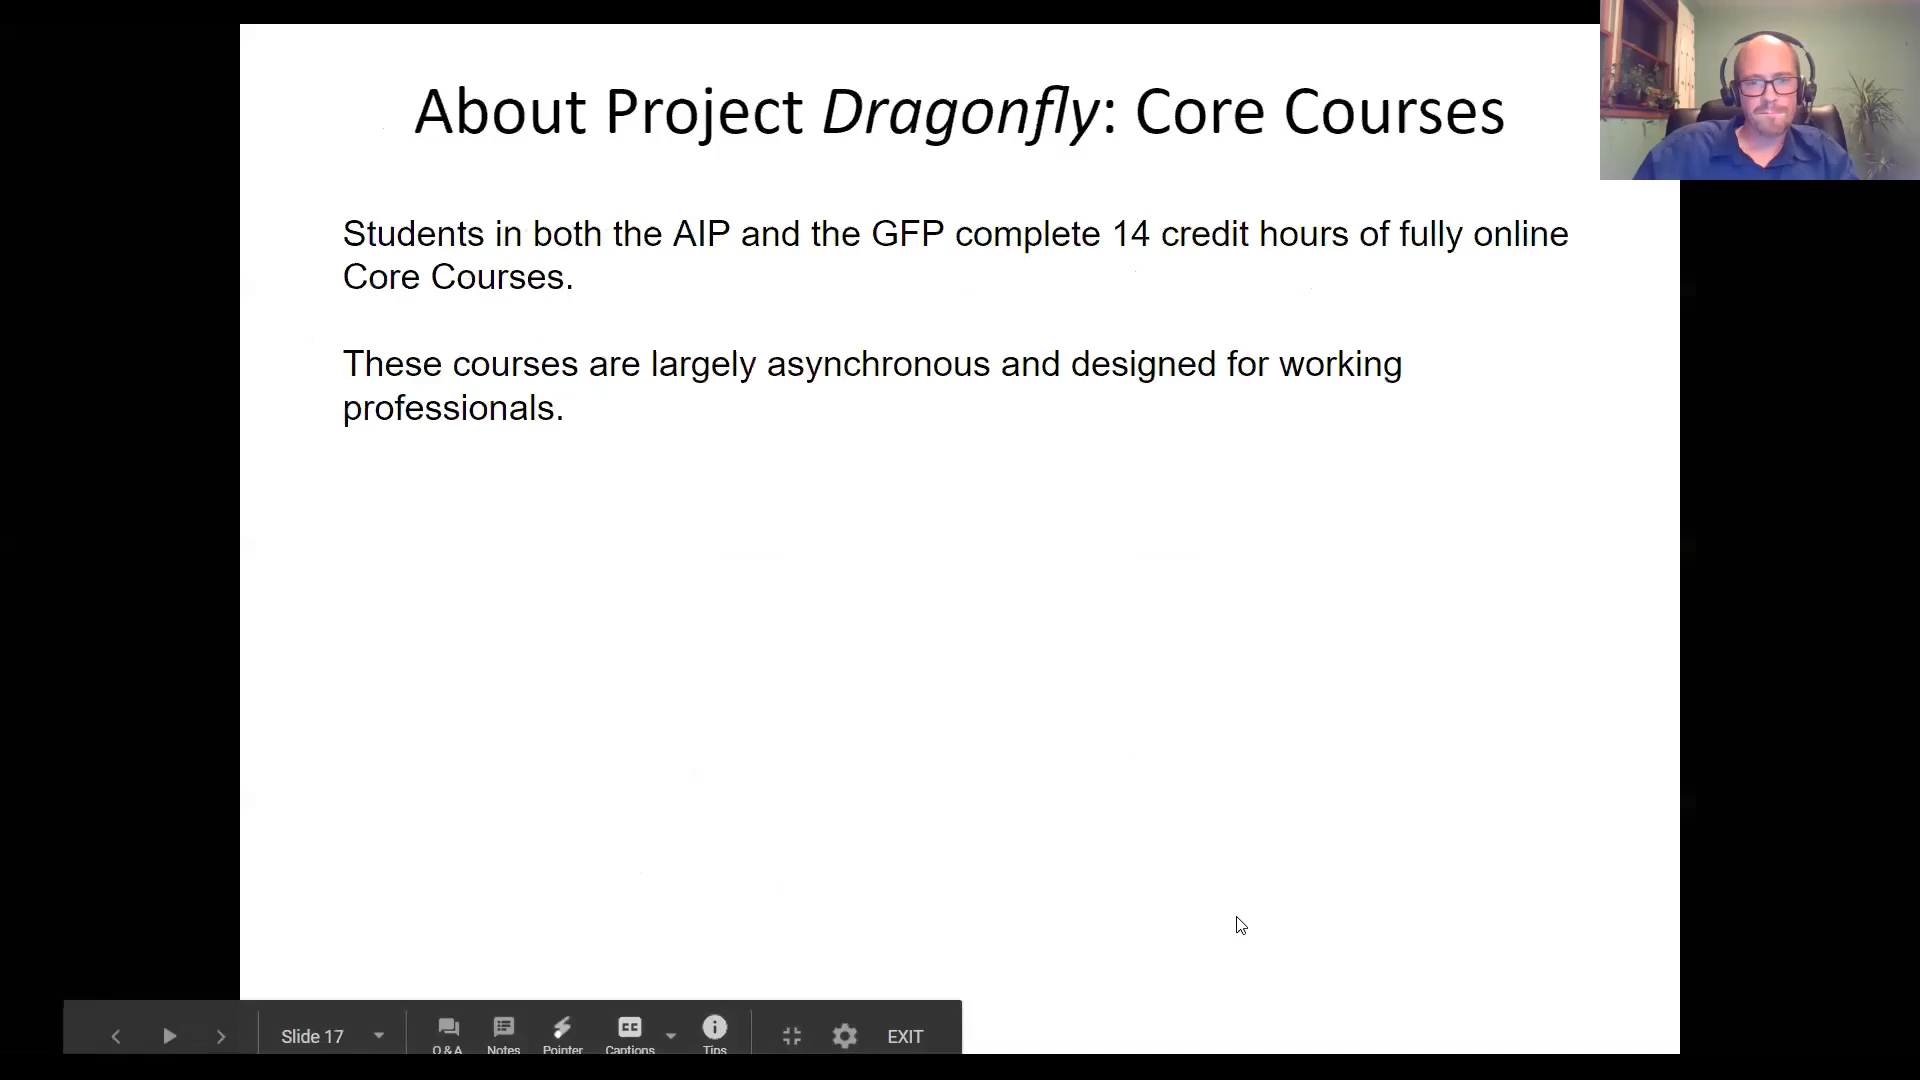 About Project Dragonfly: Core Courses
Students in both the AIP and the GFP complete 14 credit hours of fully online
Core Courses.
These courses are largely asynchronous and designed for working
professionals.
Slide 17
Q & A
Notes
Pointer
CC
Captions
Tips
EXIT